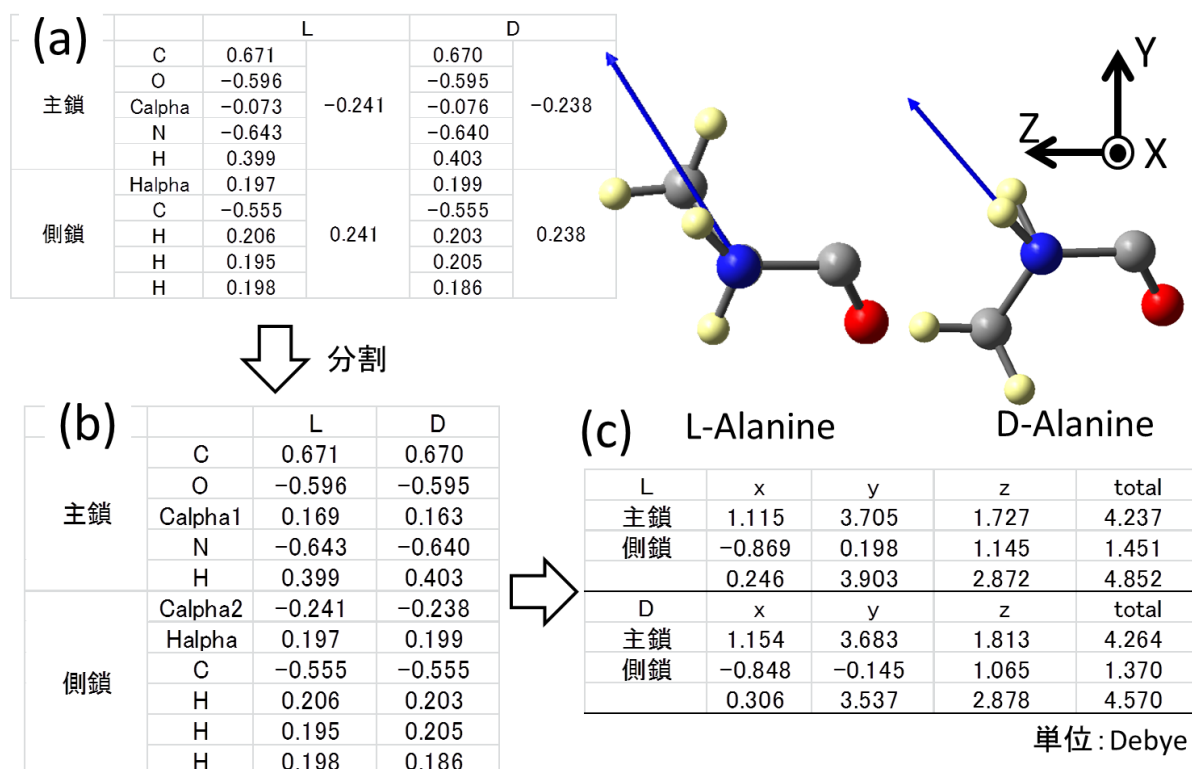 (a)
L D
C 0.671 0.670
O −0.596 −0.595
主鎖 Calpha −0.073 −0.241 −0.076 −0.238
N −0.643 −0.640
H 0.399 0.403
Halpha 0.197 0.199
C −0.555 −0.555
側鎖 H 0.206 0.241 0.203 0.238
H 0.195 0.205
H 0.198 0.186
Y
Z
X
分割
L-Alanine D-Alanine
(b)
L D
C 0.671 0.670
O −0.596 −0.595
主鎖 Calpha1 0.169 0.163
N −0.643 −0.640
H 0.399 0.403
Calpha2 −0.241 −0.238
Halpha 0.197 0.199
側鎖 C −0.555 −0.555
H 0.206 0.203
H 0.195 0.205
H 0.198 0.186
(c)
L x y z total
主鎖 1.115 3.705 1.727 4.237
側鎖 −0.869 0.198 1.145 1.451
0.246 3.903 2.872 4.852
D x y z total
主鎖 1.154 3.683 1.813 4.264
側鎖 −0.848 −0.145 1.065 1.370
0.306 3.537 2.878 4.570
単位:Debye